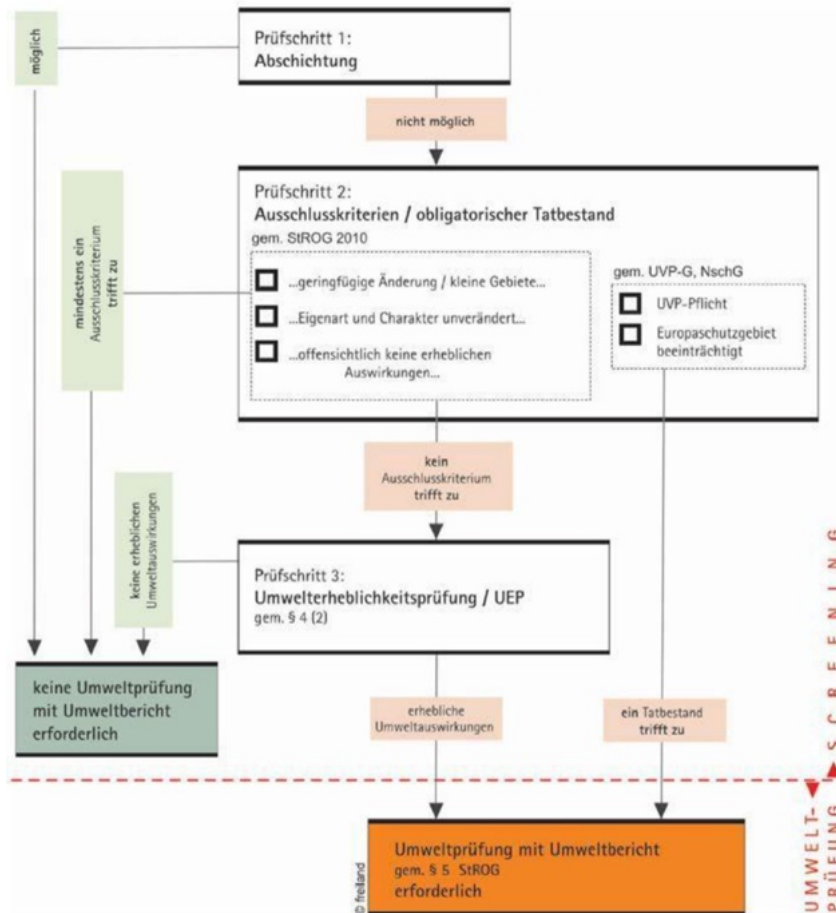 möglich
Prüfschritt 1:
Abschichtung
nicht möglich
Prüfschritt 2:
Ausschlusskriterien / obligatorischer Tatbestand
gem. StROG 2010
...geringfügige Änderung / kleine Gebiete...
...Eigenart und Charakter unverändert...
...offensichtlich keine erheblichen
Auswirkungen...
gem. UVP-G, NschG
UVP-Pflicht
Europaschutzgebiet
beeinträchtigt
mindestens ein
Ausschlusskriterium
trifft zu
kein
Ausschlusskriterium
trifft zu
keine erheblichen
Umweltauswirkungen
Prüfschritt 3:
Umwelterheblichkeitsprüfung / UEP
gem. § 4 (2)
keine Umweltprüfung
mit Umweltbericht
erforderlich
erhebliche
Umweltauswirkungen
ein Tatbestand
trifft zu
SCREENING
UMWELT-
PRÜFUNG
Umweltprüfung mit Umweltbericht
gem. § 5 StROG
erforderlich
© freiland